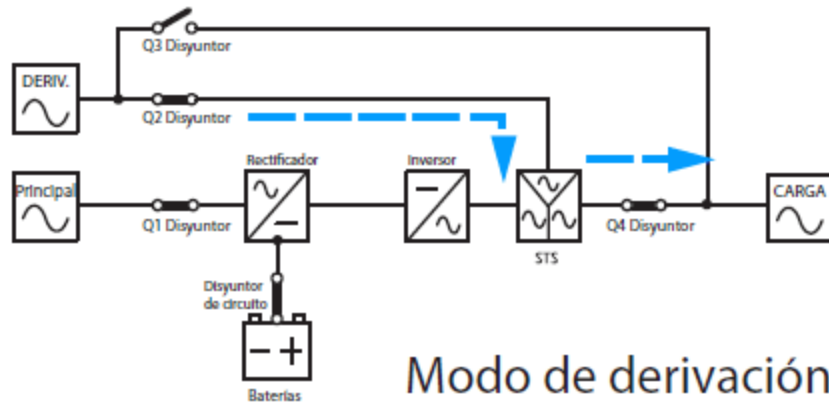 Q3 Disyuntor
DERIV.
Q2 Disyuntor
Rectificador
Inversor
Principal
CARGA
Q1 Disyuntor
Q4 Disyuntor
STS
Disyuntor
de circuito
Baterías
Modo de derivación